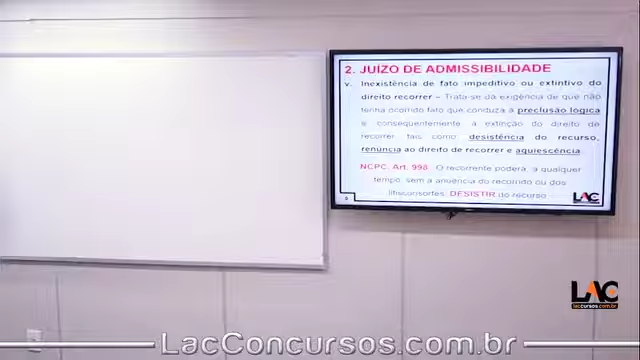 2. JUÍZO DE ADMISSIBILIDADE
v. Inexistência de fato impeditivo ou extintivo do
direito recorrer – Trata-se da exigência de que não
tenha ocorrido fato que conduza à preclusão lógica
e consequentemente à extinção do direito de
recorrer, tais como: desistência do recurso,
renúncia ao direito de recorrer e aquiescência.
NCPC. Art. 998. O recorrente poderá, a qualquer
tempo, sem a anuência do recorrido ou dos
litisconsortes, DESISTIR do recurso.
LAC
LAC
laccursos.com.br
LacConcursos.com.br